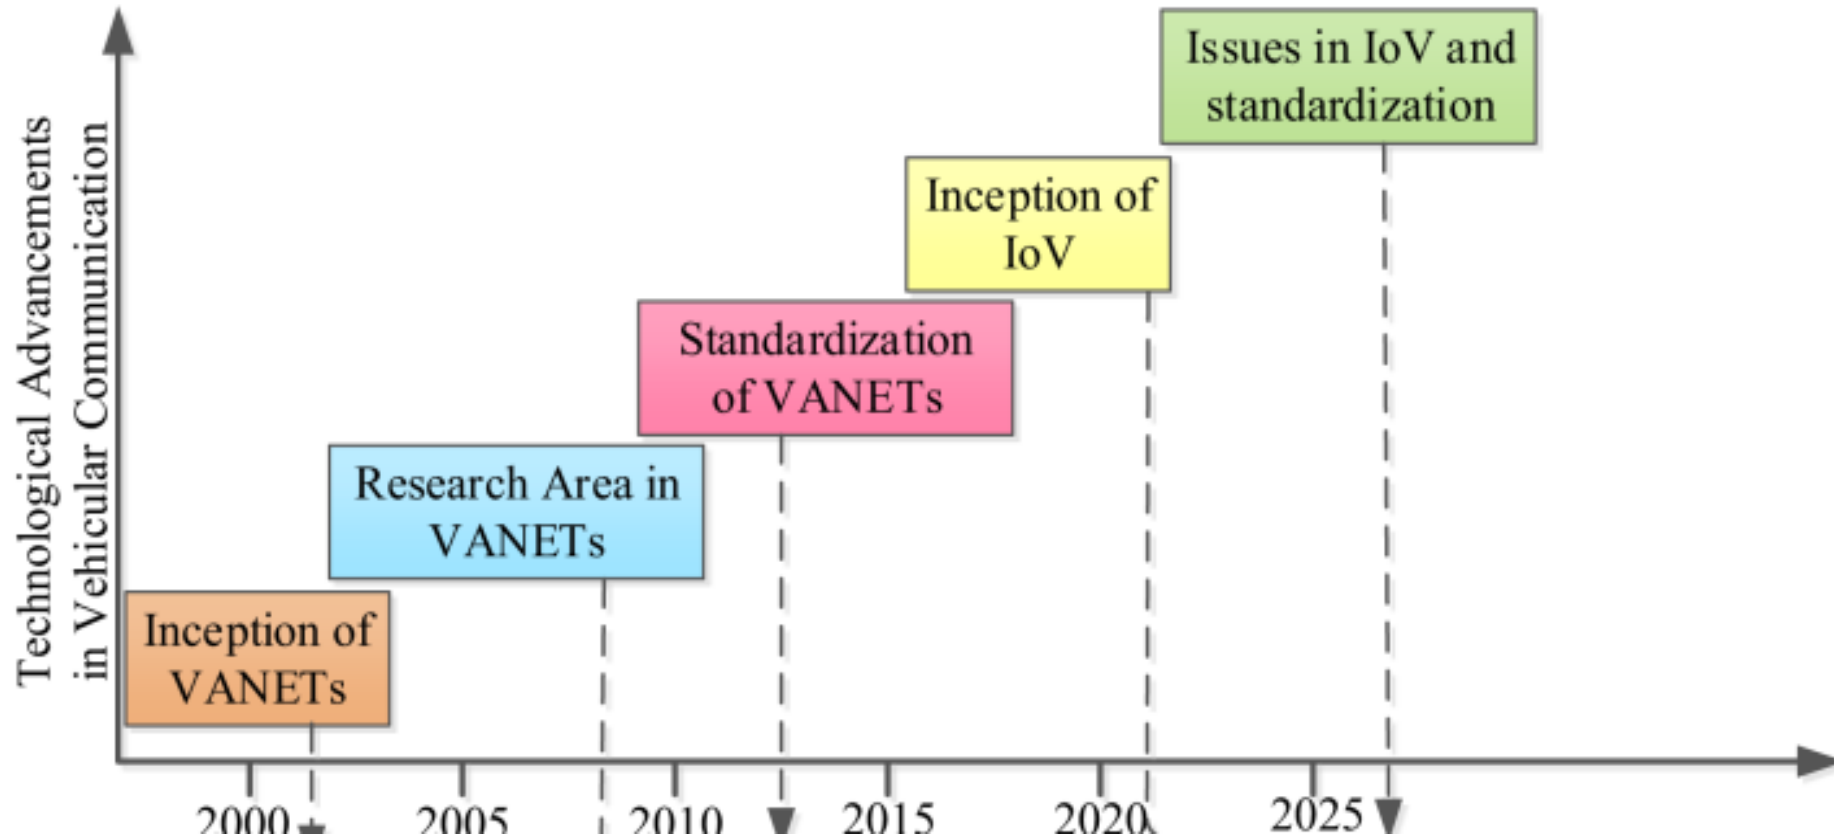 Technological Advancements
in Vehicular Communication
Issues in IoV and
standardization
Inception of
IoV
Standardization
of VANETs
Research Area in
VANETs
Inception of
VANETs
2000
2005
2010
2015
2020
2025